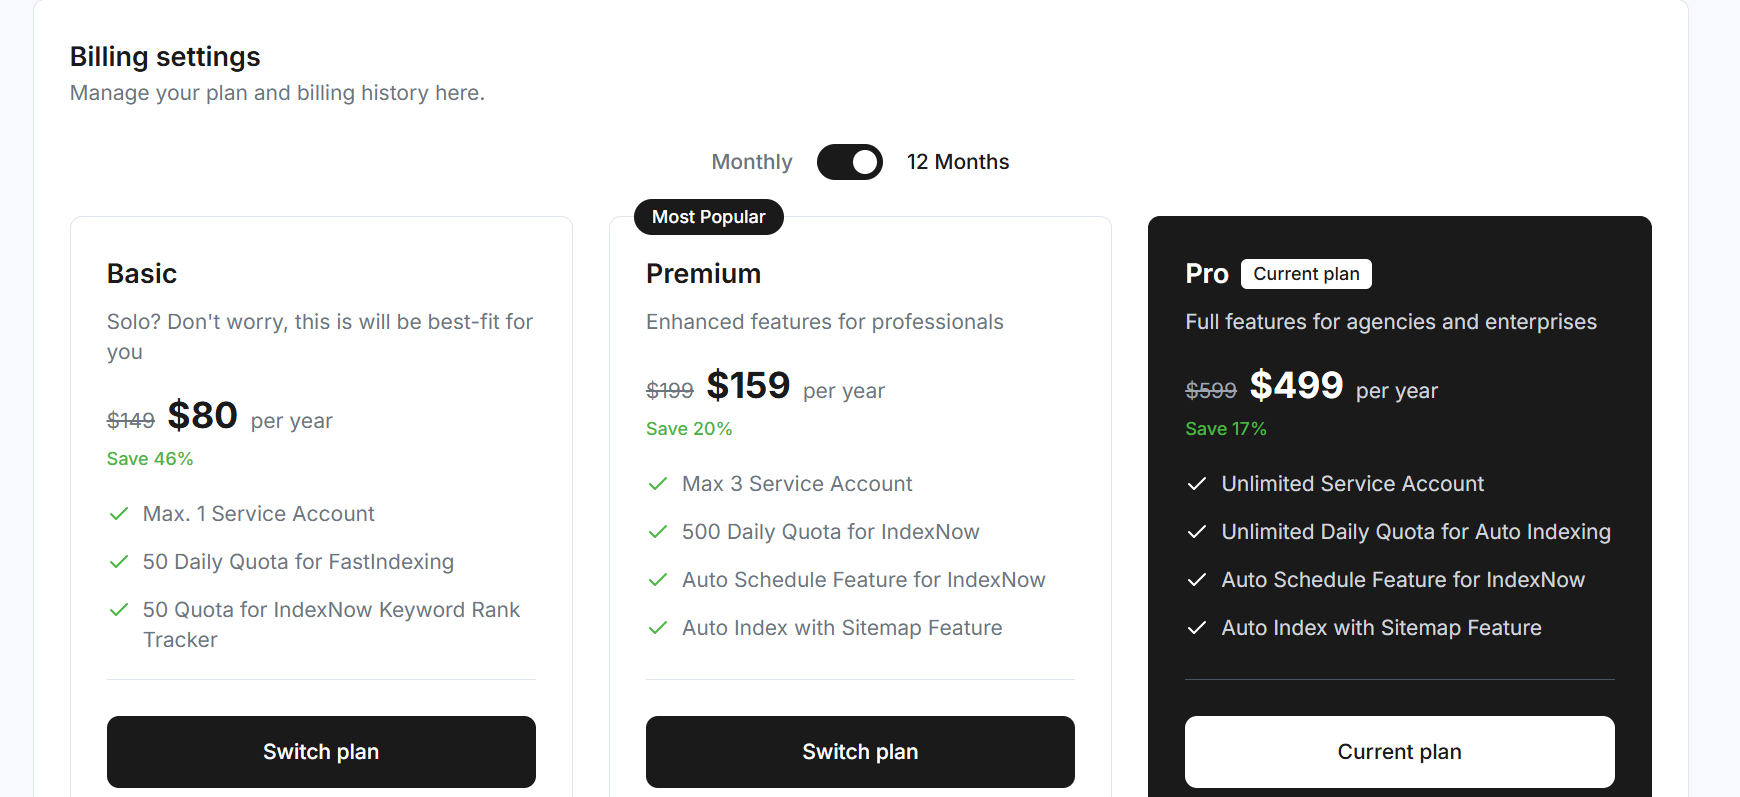 Billing settings
Manage your plan and billing history here.
Monthly
12 Months
Basic
Solo? Don't worry, this is will be best-fit for
you
$149 $80 per year
Save 46%
Max. 1 Service Account
50 Daily Quota for FastIndexing
50 Quota for IndexNow Keyword Rank
Tracker
Switch plan
Most Popular
Premium
Enhanced features for professionals
$199 $159 per year
Save 20%
Max 3 Service Account
500 Daily Quota for IndexNow
Auto Schedule Feature for IndexNow
Auto Index with Sitemap Feature
Switch plan
Pro Current plan
Full features for agencies and enterprises
$599 $499 per year
Save 17%
Unlimited Service Account
Unlimited Daily Quota for Auto Indexing
Auto Schedule Feature for IndexNow
Auto Index with Sitemap Feature
Current plan